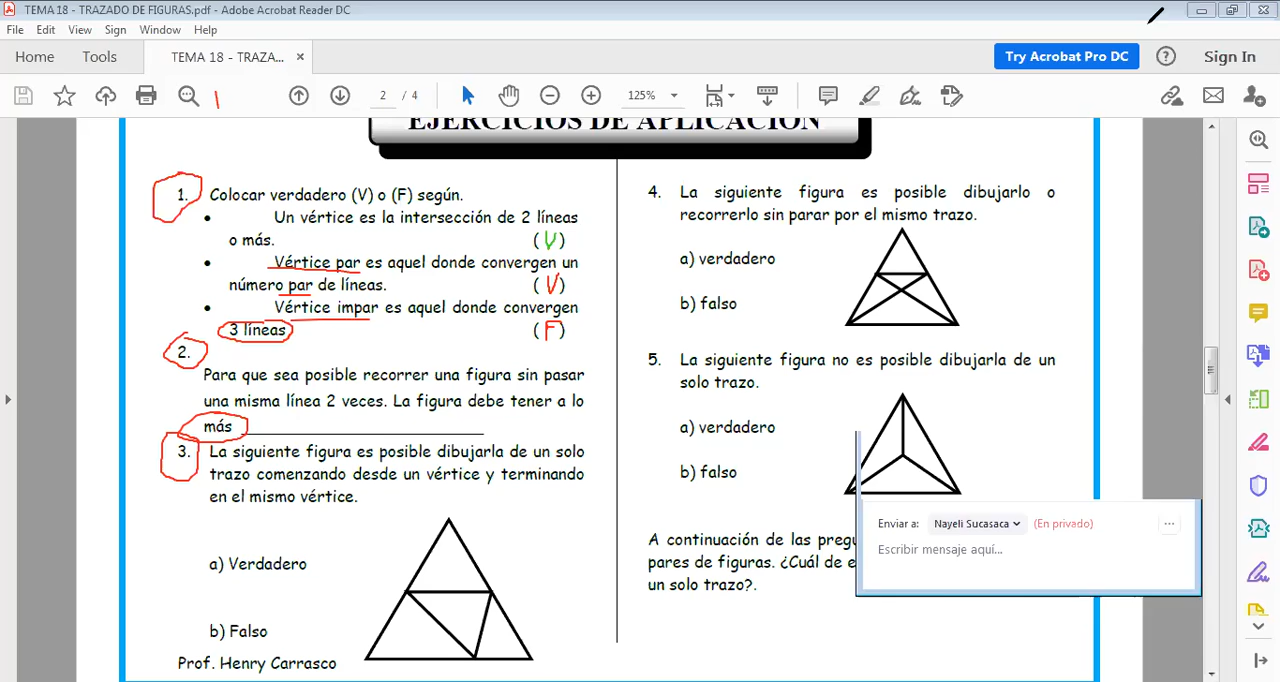 TEMA 18 - TRAZADO DE FIGURAS.pdf - Adobe Acrobat Reader DC
File Edit View Sign Window Help
Home Tools TEMA 18 - TRAZA... × Try Acrobat Pro DC ? Sign In
2 / 4 125%
EJERCICIOS DE APLICACIÓN
1. Colocar verdadero (V) o (F) según.
• Un vértice es la intersección de 2 líneas
o más. (V)
• Vértice par es aquel donde convergen un
número par de líneas. (V)
• Vértice impar es aquel donde convergen
3 líneas (F)
2.
Para que sea posible recorrer una figura sin pasar
una misma línea 2 veces. La figura debe tener a lo
más
3. La siguiente figura es posible dibujarla de un solo
trazo comenzando desde un vértice y terminando
en el mismo vértice.
a) Verdadero
b) Falso
Prof. Henry Carrasco
4. La siguiente figura es posible dibujarlo o
recorrerlo sin parar por el mismo trazo.
a) verdadero
b) falso
5. La siguiente figura no es posible dibujarla de un
solo trazo.
a) verdadero
b) falso
A continuación de las
pares de figuras. ¿Cuál de
un solo trazo?.
Enviar a: Nayeli Sucasaca (En privado) ...
Escribir mensaje aquí...